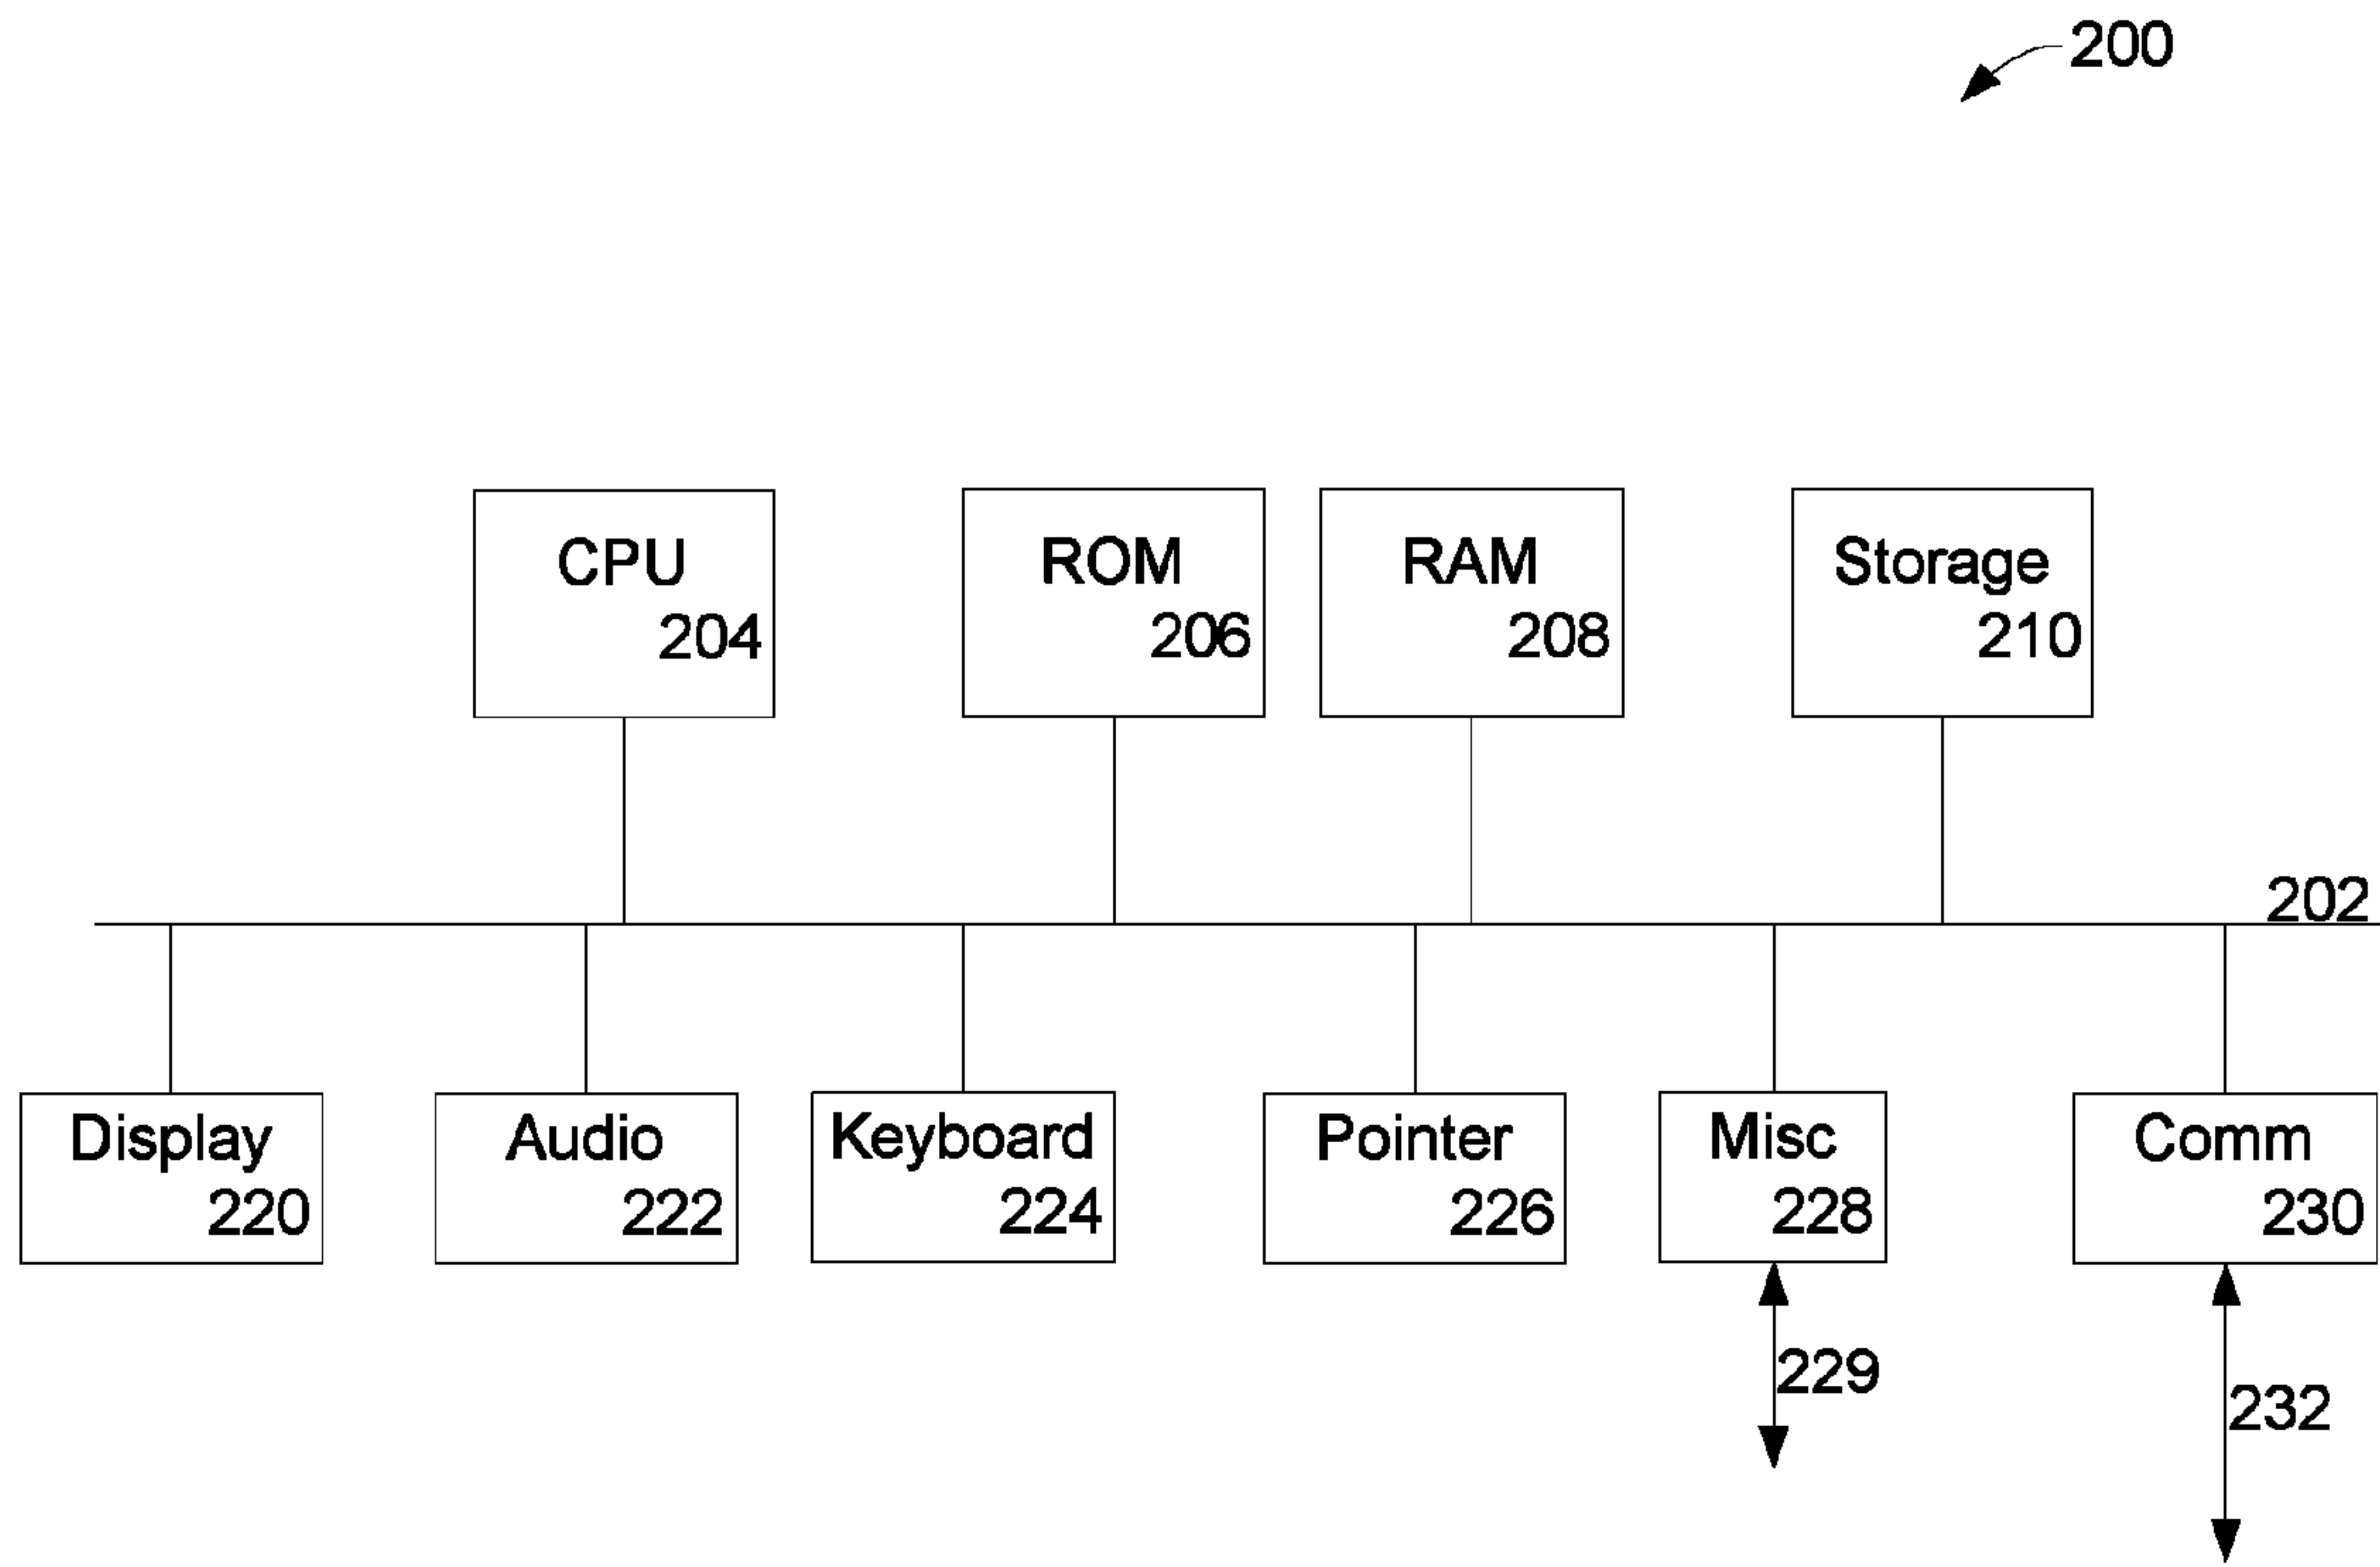 200
CPU
204
ROM
206
RAM
208
Storage
210
202
Display
220
Audio
222
Keyboard
224
Pointer
226
Misc
228
Comm
230
229
232